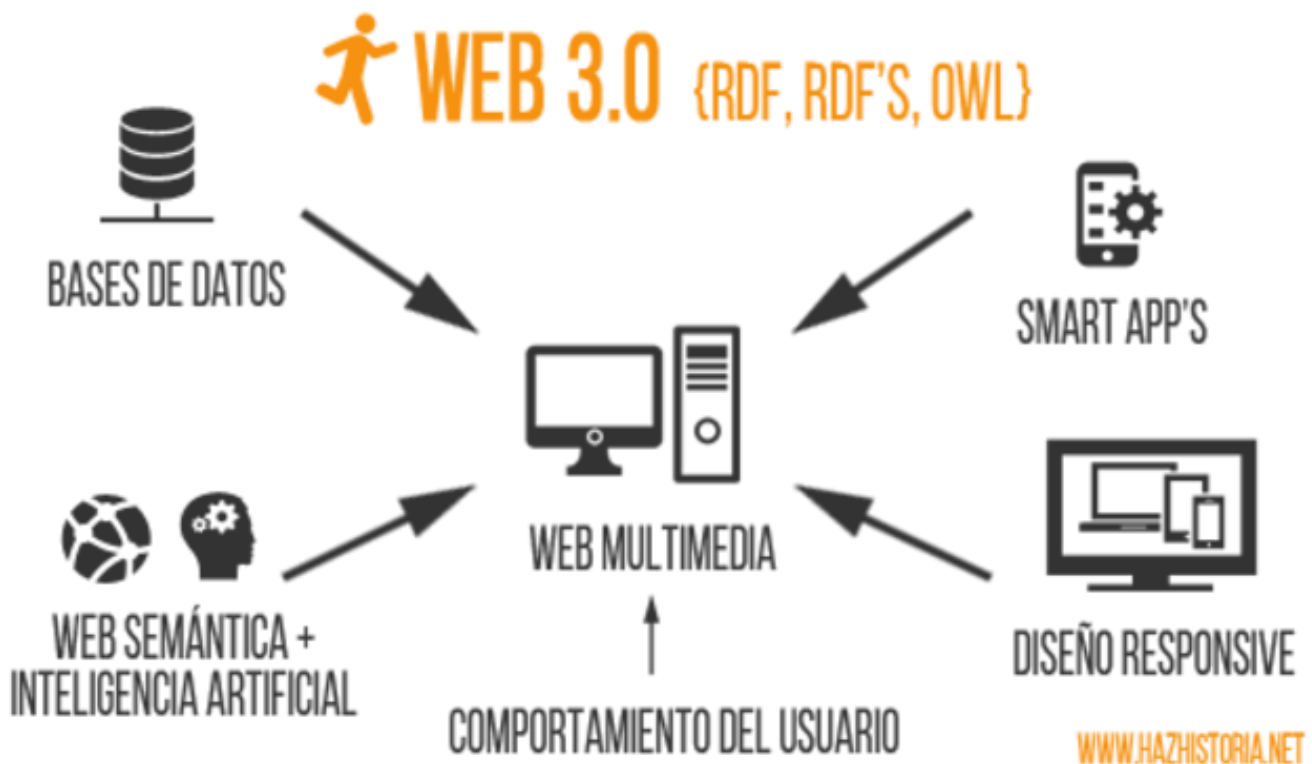 WEB 3.0 {RDF, RDF'S, OWL}
BASES DE DATOS
SMART APP'S
WEB MULTIMEDIA
WEB SEMÁNTICA +
INTELIGENCIA ARTIFICIAL
DISEÑO RESPONSIVE
COMPORTAMIENTO DEL USUARIO
WWW.HAZHISTORIA.NET